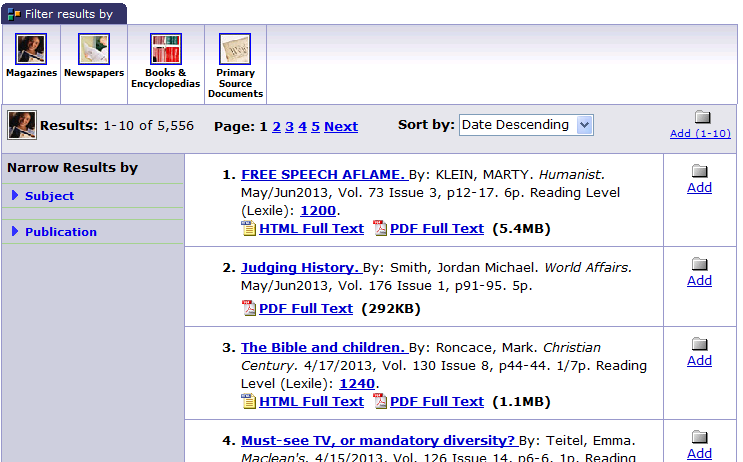 Filter results by
Magazines Newspapers Books & Encyclopedias Primary Source Documents
Results: 1-10 of 5,556 Page: 1 2 3 4 5 Next Sort by: Date Descending Add (1-10)
Narrow Results by
Subject
Publication
1. FREE SPEECH AFLAME. By: KLEIN, MARTY. Humanist.
May/Jun2013, Vol. 73 Issue 3, p12-17. 6p. Reading Level
(Lexile): 1200.
HTML Full Text PDF Full Text (5.4MB)
Add
2. Judging History. By: Smith, Jordan Michael. World Affairs.
May/Jun2013, Vol. 176 Issue 1, p91-95. 5p.
PDF Full Text (292KB)
Add
3. The Bible and children. By: Roncace, Mark. Christian
Century. 4/17/2013, Vol. 130 Issue 8, p44-44. 1/7p. Reading
Level (Lexile): 1240.
HTML Full Text PDF Full Text (1.1MB)
Add
4. Must-see TV, or mandatory diversity? By: Teitel, Emma.
Maclean's. 4/15/2013, Vol. 126 Issue 14, p6-6. 1p. Reading
Add